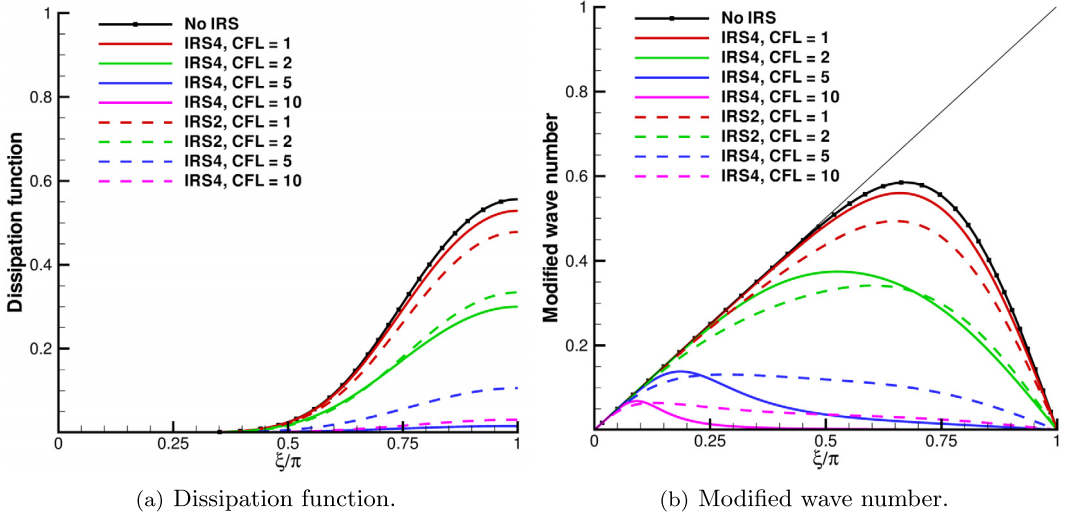 No IRS
IRS4, CFL = 1
IRS4, CFL = 2
IRS4, CFL = 5
IRS4, CFL = 10
IRS2, CFL = 1
IRS2, CFL = 2
IRS4, CFL = 5
IRS4, CFL = 10
Dissipation function
1
0.8
0.6
0.4
0.2
0
0.25
0.5
0.75
1
ξ/π
(a) Dissipation function.
No IRS
IRS4, CFL = 1
IRS4, CFL = 2
IRS4, CFL = 5
IRS4, CFL = 10
IRS2, CFL = 1
IRS2, CFL = 2
IRS4, CFL = 5
IRS4, CFL = 10
Modified wave number
1
0.8
0.6
0.4
0.2
0
0.25
0.5
0.75
1
ξ/π
(b) Modified wave number.